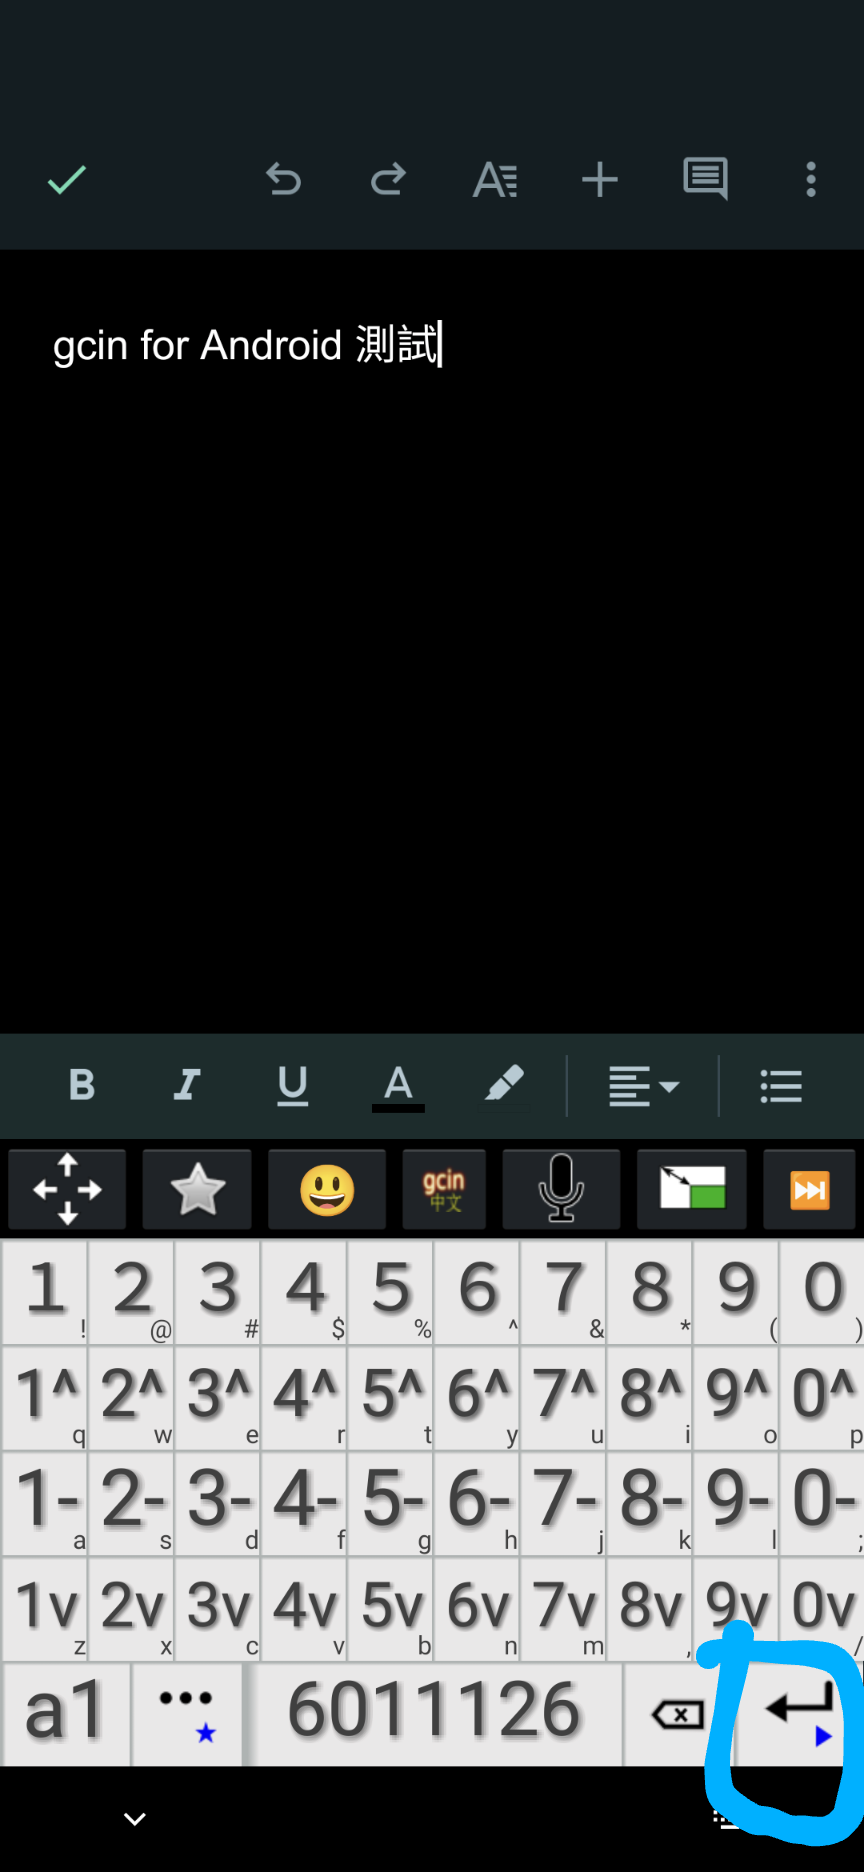 gcin for Android 測試
B I U A
gcin
中文
1 ! 2 @ 3 # 4 $ 5 % 6 ^ 7 & 8 * 9 ( 0 )
1^ q 2^ w 3^ e 4^ r 5^ t 6^ y 7^ u 8^ i 9^ o 0^ p
1- a 2- s 3- d 4- f 5- g 6- h 7- j 8- k 9- l 0- ;
1v z 2v x 3v c 4v v 5v b 6v n 7v m 8v , 9v 0v /
a1 6011126